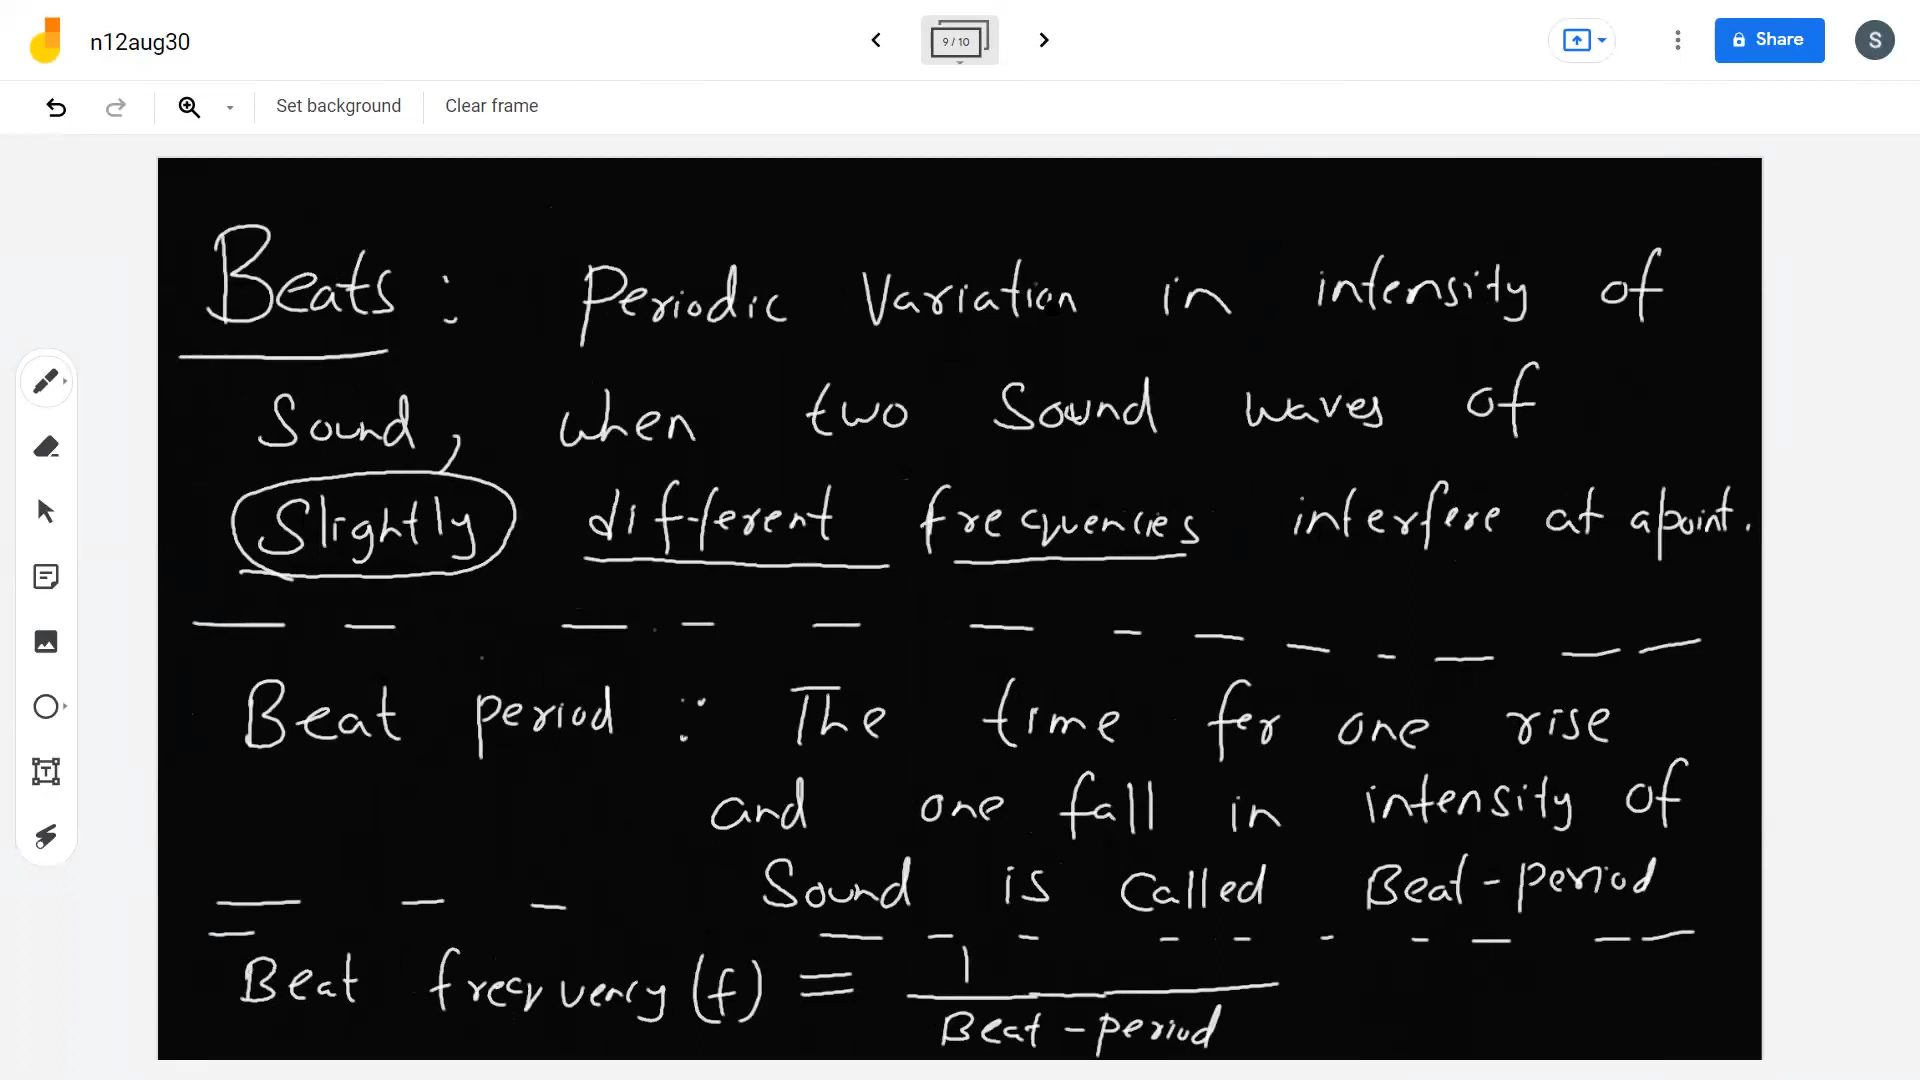 n12aug30
9 / 10
Share
S
Set background
Clear frame
Beats : Periodic Variation in intensity of
Sound, when two Sound waves of
Slightly different frequencies interfere at a point.
Beat period : The time for one rise
and one fall in intensity of
Sound is Called Beat-period
Beat frequency (f) = 1
Beat-period